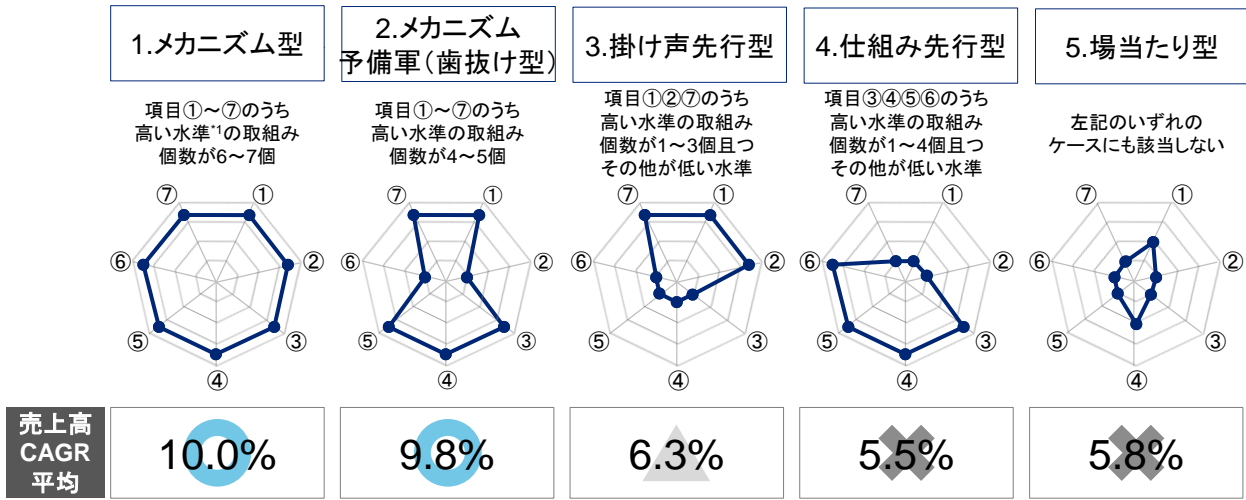 1.メカニズム型
2.メカニズム
予備軍（歯抜け型）
3.掛け声先行型
4.仕組み先行型
5.場当たり型
項目①～⑦のうち
高い水準*1の取組み
個数が6～7個
項目①～⑦のうち
高い水準の取組み
個数が4～5個
項目①②⑦のうち
高い水準の取組み
個数が1～3個且つ
その他が低い水準
項目③④⑤⑥のうち
高い水準の取組み
個数が1～4個且つ
その他が低い水準
左記のいずれの
ケースにも該当しない
⑦ ①
⑥ ②
⑤ ③
④
⑦ ①
⑥ ②
⑤ ③
④
⑦ ①
⑥ ②
⑤ ③
④
⑦ ①
⑥ ②
⑤ ③
④
⑦ ①
⑥ ②
⑤ ③
④
売上高
CAGR
平均
10.0%
9.8%
6.3%
5.5%
5.8%